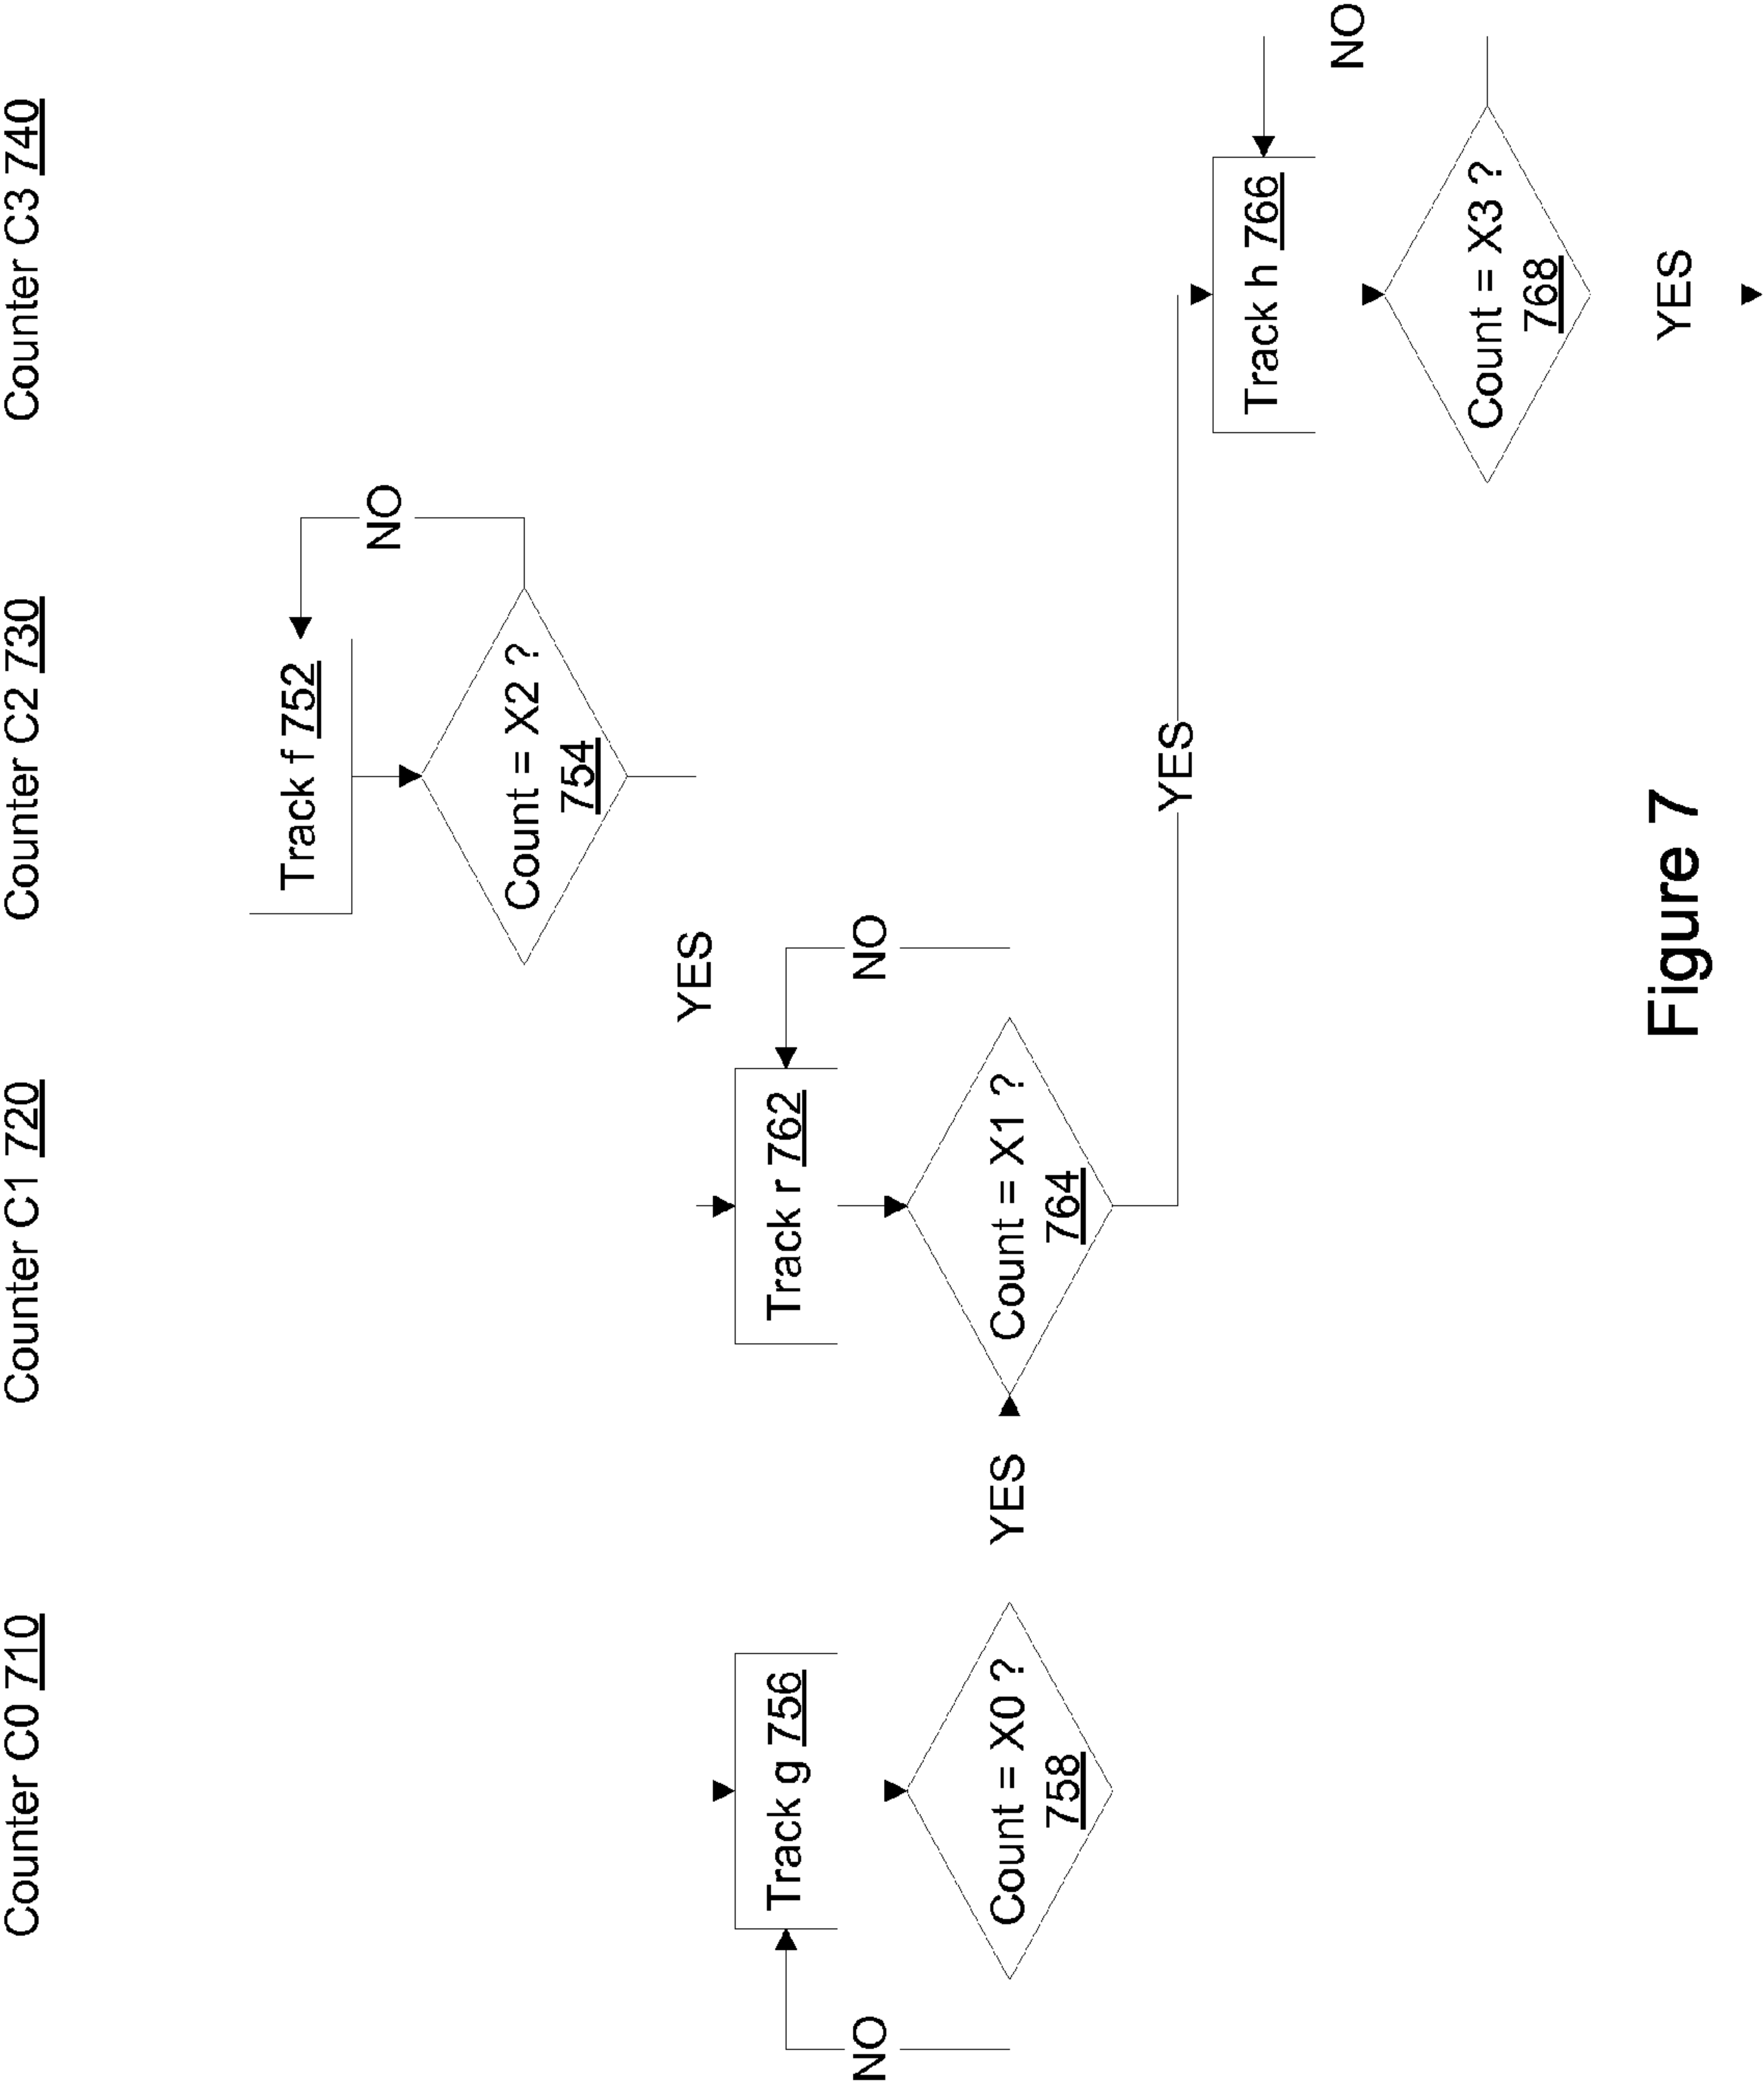 Counter C0 710
Counter C1 720
Counter C2 730
Counter C3 740
Track f 752
NO
Count = X2 ?
754
YES
Track g 756
Track r 762
NO
NO
Count = X0 ?
758
YES
Count = X1 ?
764
YES
Track h 766
NO
Count = X3 ?
768
YES
Figure 7